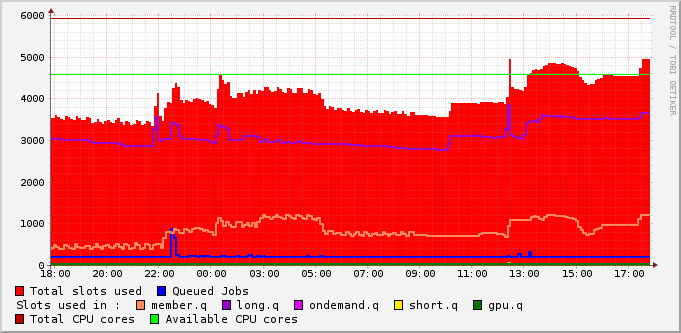 RRDTOOL / TOBI OETIKER
6000
5000
4000
3000
2000
1000
0
18:00 20:00 22:00 00:00 03:00 05:00 07:00 09:00 11:00 13:00 15:00 17:00
Total slots used Queued Jobs
Slots used in : member.q long.q ondemand.q short.q gpu.q
Total CPU cores Available CPU cores